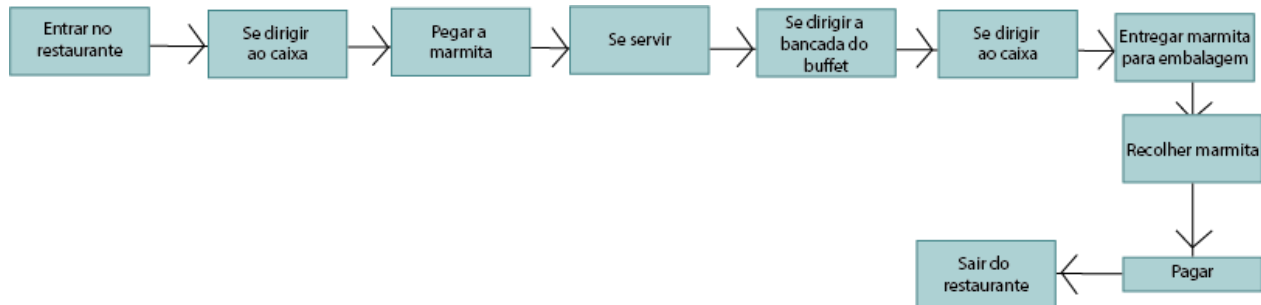 Entrar no
restaurante
Se dirigir
ao caixa
Pegar a
marmita
Se servir
Se dirigir a
bancada do
buffet
Se dirigir
ao caixa
Entregar marmita
para embalagem
Recolher marmita
Pagar
Sair do
restaurante